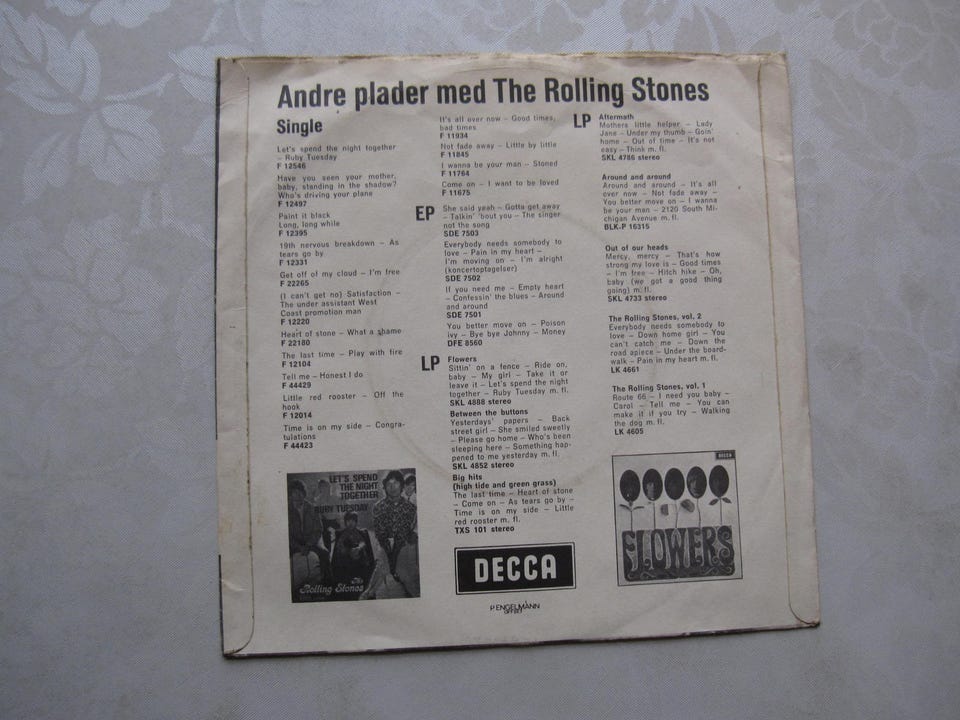 Andre plader med The Rolling Stones
Single
Let's spend the night together
– Ruby Tuesday
F 12546
Have you seen your mother,
baby, standing in the shadow?
Who's driving your plane
F 12497
Paint it black
Long, long while
F 12395
19th nervous breakdown – As
tears go by
F 12331
Get off of my cloud – I'm free
F 22265
(I can't get no) Satisfaction –
The under assistant West
Coast promotion man
F 12220
Heart of stone – What a shame
F 22180
The last time – Play with fire
F 12104
Tell me – Honest I do
F 44429
Little red rooster – Off the
hook
F 12014
Time is on my side – Congra-
tulations
F 44423
It's all over now – Good times,
bad times
F 11934
Not fade away – Little by little
F 11845
I wanna be your man – Stoned
F 11764
Come on – I want to be loved
F 11675
EP
She said yeah – Gotta get away
– Talkin' 'bout you – The singer
not the song
SDE 7503
Everybody needs somebody to
love – Pain in my heart –
I'm moving on – I'm alright
(koncertoptagelser)
SDE 7502
If you need me – Empty heart
– Confessin' the blues – Around
and around
SDE 7501
You better move on – Poison
ivy – Bye bye Johnny – Money
DFE 8560
LP
Flowers
Sittin' on a fence – Ride on,
baby – My girl – Take it or
leave it – Let's spend the night
together – Ruby Tuesday m. fl.
SKL 4888 stereo
Between the buttons
Yesterdays' papers – Back
street girl – She smiled sweetly
– Please go home – Who's been
sleeping here – Something hap-
pened to me yesterday m. fl.
SKL 4852 stereo
Big hits
(high tide and green grass)
The last time – Heart of stone
– Come on – As tears go by –
Time is on my side – Little
red rooster m. fl.
TXS 101 stereo
LP
Aftermath
Mothers little helper – Lady
Jane – Under my thumb – Goin'
home – Out of time – It's not
easy – Think m. fl.
SKL 4786 stereo
Around and around
Around and around – It's all
over now – Not fade away –
You better move on – I wanna
be your man – 2120 South Mi-
chigan Avenue m. fl.
BLK-P 16315
Out of our heads
Mercy, mercy – That's how
strong my love is – Good times
– I'm free – Hitch hike – Oh,
baby (we got a good thing
going) m. fl.
SKL 4733 stereo
The Rolling Stones, vol. 2
Everybody needs somebody to
love – Down home girl – You
can't catch me – Down the
road apiece – Under the board-
walk – Pain in my heart m. fl.
LK 4661
The Rolling Stones, vol. 1
Route 66 – I need you baby –
Carol – Tell me – You can
make it if you try – Walking
the dog m. fl.
LK 4605
LET'S SPEND
THE NIGHT
TOGETHER
RUBY TUESDAY
The
Rolling Stones
DECCA
P. ENGELMANN
OFFSET
DECCA
FLOWERS